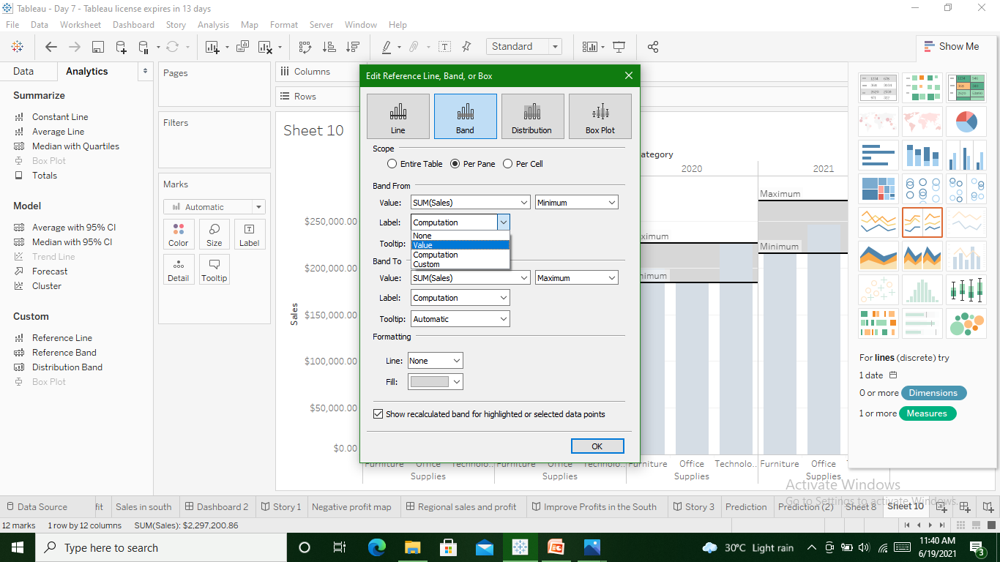 Tableau - Day 7 - Tableau license expires in 13 days
File Data Worksheet Dashboard Story Analysis Map Format Server Window Help
Standard
Show Me
Data Analytics
Summarize
Constant Line
Average Line
Median with Quartiles
Box Plot
Totals
Model
Average with 95% CI
Median with 95% CI
Trend Line
Forecast
Cluster
Custom
Reference Line
Reference Band
Distribution Band
Box Plot
Pages
Filters
Marks
Automatic
Color Size Label
Detail Tooltip
Columns
Rows
Sheet 10
ategory
2020 2021
Sales
$250,000.00
$200,000.00
$150,000.00
$100,000.00
$50,000.00
$0.00
Maximum
ximum
Minimum
nimum
Furniture Office Supplies Technolo.. Furniture Office Supplies Technolo.. Furniture Office Supplies Technolo.. Furniture Office Supplies
Edit Reference Line, Band, or Box
Line Band Distribution Box Plot
Scope
Entire Table Per Pane Per Cell
Band From
Value: SUM(Sales) Minimum
Label: Computation
None
Value
Computation
Custom
Tooltip:
Band To
Value: SUM(Sales) Maximum
Label: Computation
Tooltip: Automatic
Formatting
Line: None
Fill:
Show recalculated band for highlighted or selected data points
OK
For lines (discrete) try
1 date
0 or more Dimensions
1 or more Measures
Activate Windows
Go to Settings to activate Windows.
Data Source fit Sales in south Dashboard 2 Story 1 Negative profit map Regional sales and profit Improve Profits in the South Story 3 Prediction Prediction (2) Sheet 8 Sheet 10
12 marks 1 row by 12 columns SUM(Sales): $2,297,200.86
Type here to search
30°C Light rain
11:40 AM
6/19/2021
3